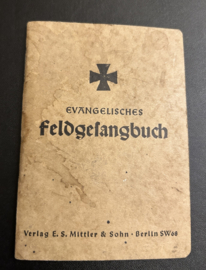 EVANGELISCHES
Feldgesangbuch
Verlag E. S. Mittler & Sohn · Berlin SW68